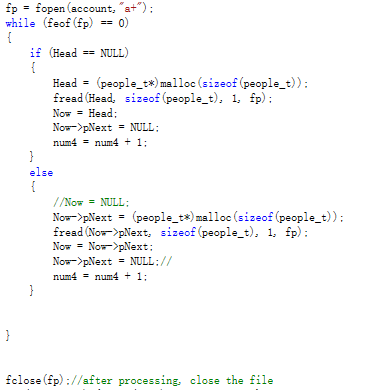 fp = fopen(account,"a+");
while (feof(fp) == 0)
{
if (Head == NULL)
{
Head = (people_t*)malloc(sizeof(people_t));
fread(Head, sizeof(people_t), 1, fp);
Now = Head;
Now->pNext = NULL;
num4 = num4 + 1;
}
else
{
//Now = NULL;
Now->pNext = (people_t*)malloc(sizeof(people_t));
fread(Now->pNext, sizeof(people_t), 1, fp);
Now = Now->pNext;
Now->pNext = NULL;//
num4 = num4 + 1;
}
}
fclose(fp);//after processing, close the file